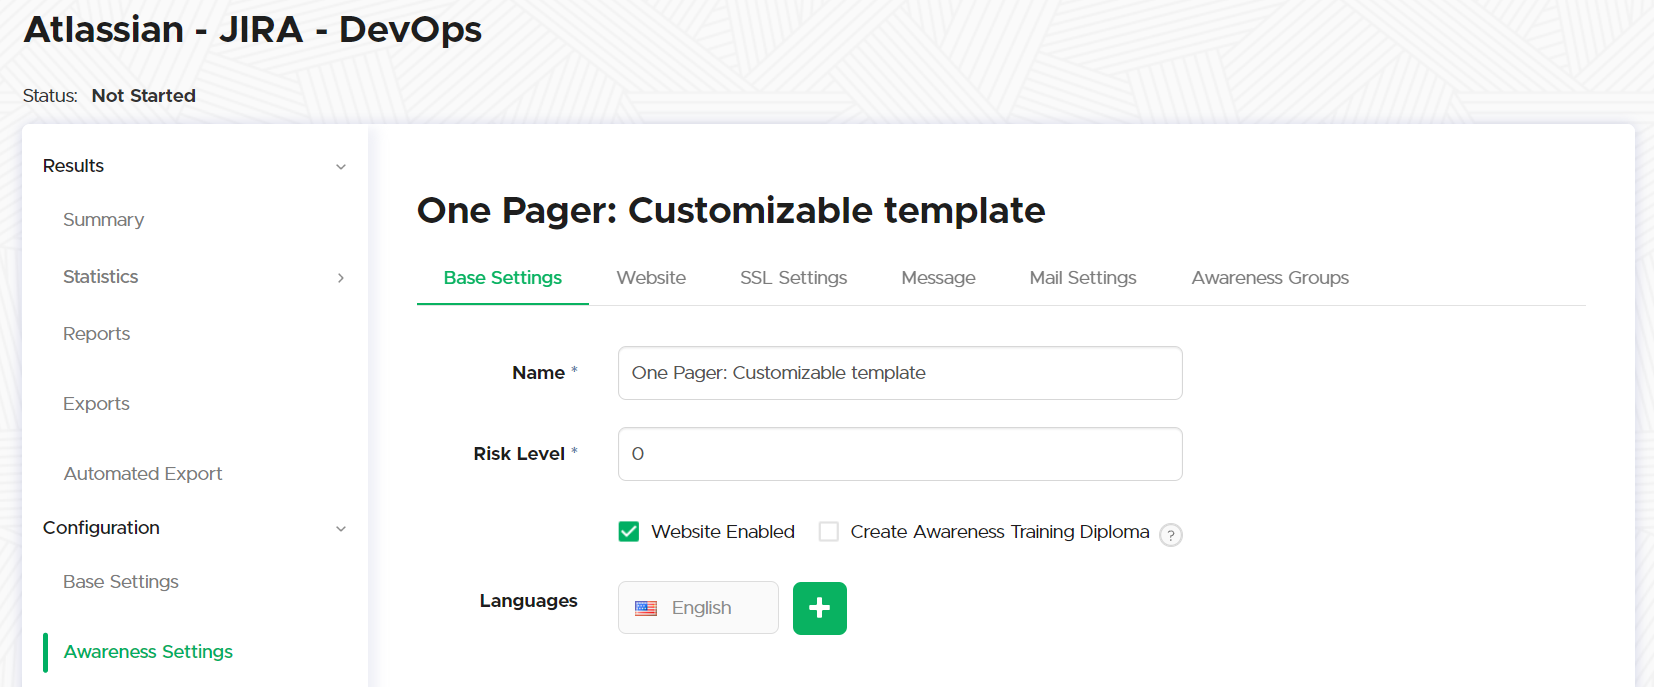 Atlassian - JIRA - DevOps
Status: Not Started
Results
Summary
Statistics
Reports
Exports
Automated Export
Configuration
Base Settings
Awareness Settings
One Pager: Customizable template
Base Settings Website SSL Settings Message Mail Settings Awareness Groups
Name * One Pager: Customizable template
Risk Level * 0
Website Enabled Create Awareness Training Diploma ?
Languages English +